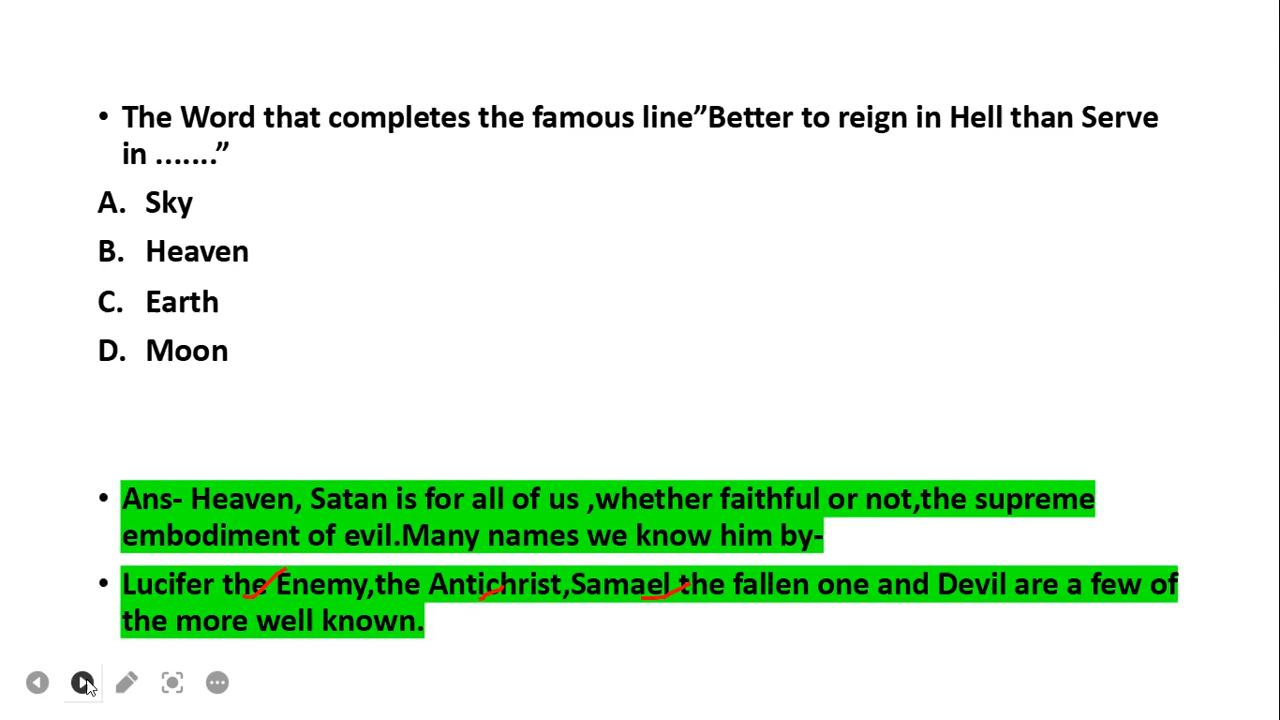 • The Word that completes the famous line”Better to reign in Hell than Serve
in .......”
A. Sky
B. Heaven
C. Earth
D. Moon
• Ans- Heaven, Satan is for all of us ,whether faithful or not,the supreme
embodiment of evil.Many names we know him by-
• Lucifer the Enemy,the Antichrist,Samael the fallen one and Devil are a few of
the more well known.